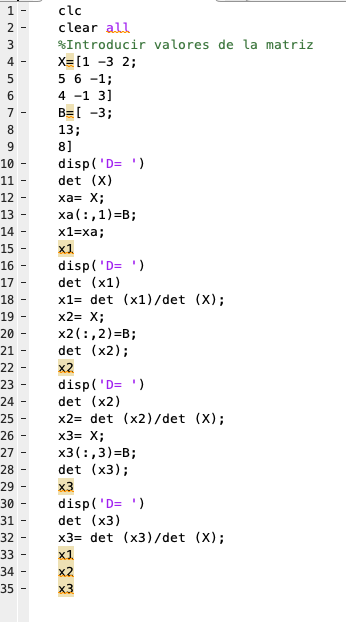 1 - clc
2 - clear all
3 %Introducir valores de la matriz
4 - X=[1 -3 2;
5 5 6 -1;
6 4 -1 3]
7 - B=[ -3;
8 13;
9 8]
10 - disp('D= ')
11 - det (X)
12 - xa= X;
13 - xa(:,1)=B;
14 - x1=xa;
15 - x1
16 - disp('D= ')
17 - det (x1)
18 - x1= det (x1)/det (X);
19 - x2= X;
20 - x2(:,2)=B;
21 - det (x2);
22 - x2
23 - disp('D= ')
24 - det (x2)
25 - x2= det (x2)/det (X);
26 - x3= X;
27 - x3(:,3)=B;
28 - det (x3);
29 - x3
30 - disp('D= ')
31 - det (x3)
32 - x3= det (x3)/det (X);
33 - x1
34 - x2
35 - x3